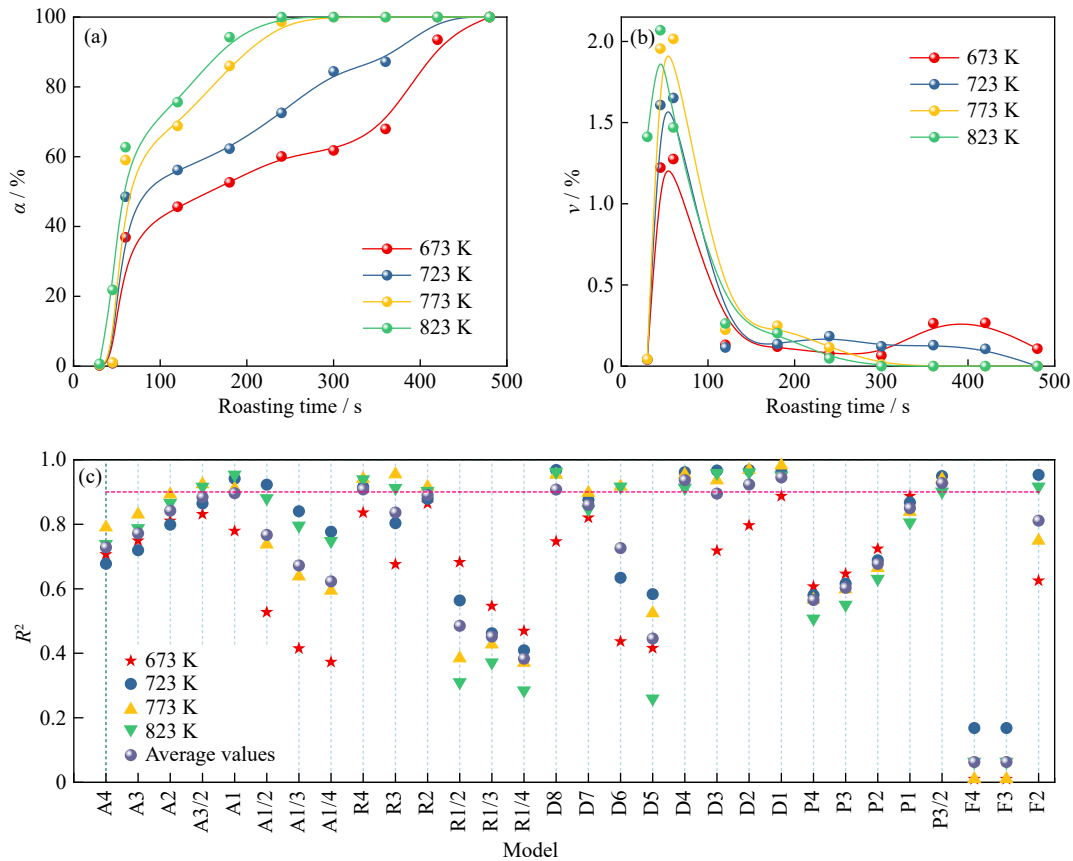 (a)
α / %
100
80
60
40
20
0
673 K
723 K
773 K
823 K
0 100 200 300 400 500
Roasting time / s
(b)
v / %
2.0
1.5
1.0
0.5
0
673 K
723 K
773 K
823 K
0 100 200 300 400 500
Roasting time / s
(c)
R²
1.0
0.8
0.6
0.4
0.2
0
673 K
723 K
773 K
823 K
Average values
A4 A3 A2 A3/2 A1 A1/2 A1/3 A1/4 R4 R3 R2 R1/2 R1/3 R1/4 D8 D7 D6 D5 D4 D3 D2 D1 P4 P3 P2 P1 P3/2 F4 F3 F2
Model